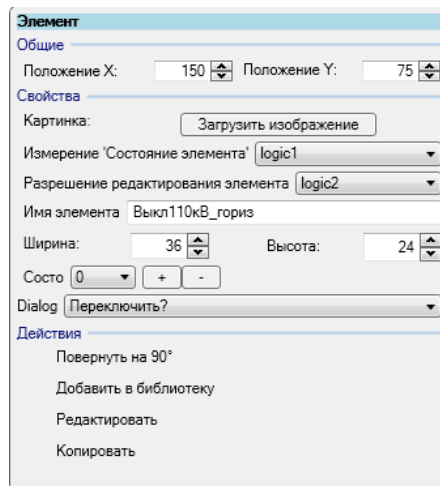 Элемент
Общие
Положение X: 150 Положение Y: 75
Свойства
Картинка: Загрузить изображение
Измерение 'Состояние элемента' logic1
Разрешение редактирования элемента logic2
Имя элемента Выкл110кВ_гориз
Ширина: 36 Высота: 24
Состо 0 + -
Dialog Переключить?
Действия
Повернуть на 90°
Добавить в библиотеку
Редактировать
Копировать